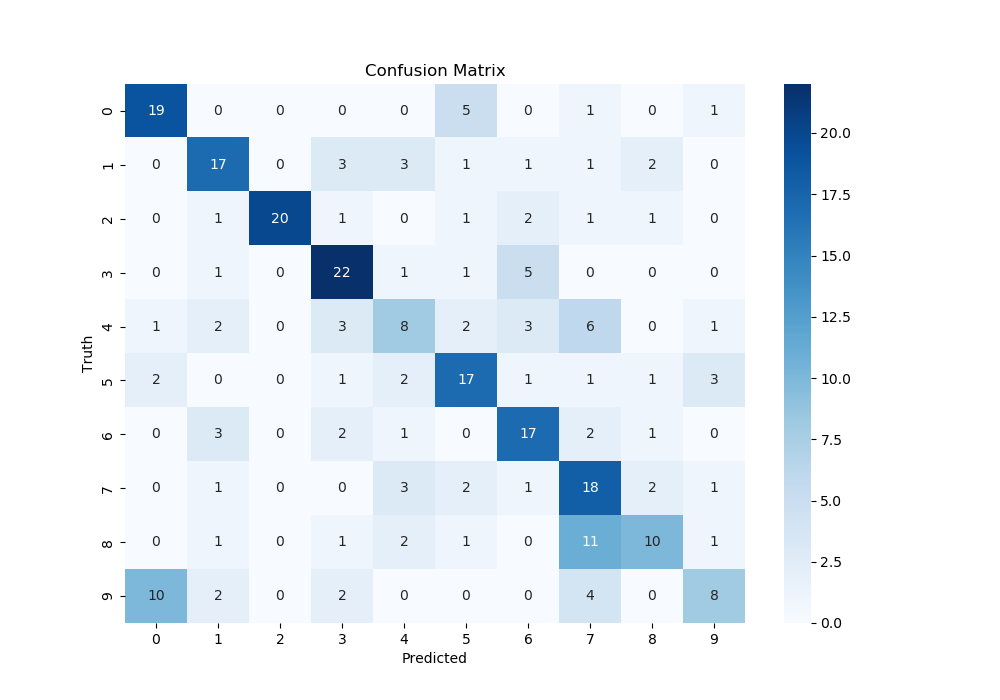 Confusion Matrix
0 19 0 0 0 0 5 0 1 0 1
1 0 17 0 3 3 1 1 1 2 0
2 0 1 20 1 0 1 2 1 1 0
3 0 1 0 22 1 1 5 0 0 0
4 1 2 0 3 8 2 3 6 0 1
5 2 0 0 1 2 17 1 1 1 3
6 0 3 0 2 1 0 17 2 1 0
7 0 1 0 0 3 2 1 18 2 1
8 0 1 0 1 2 1 0 11 10 1
9 10 2 0 2 0 0 0 4 0 8
0 1 2 3 4 5 6 7 8 9
Predicted
Truth
20.0
17.5
15.0
12.5
10.0
7.5
5.0
2.5
0.0